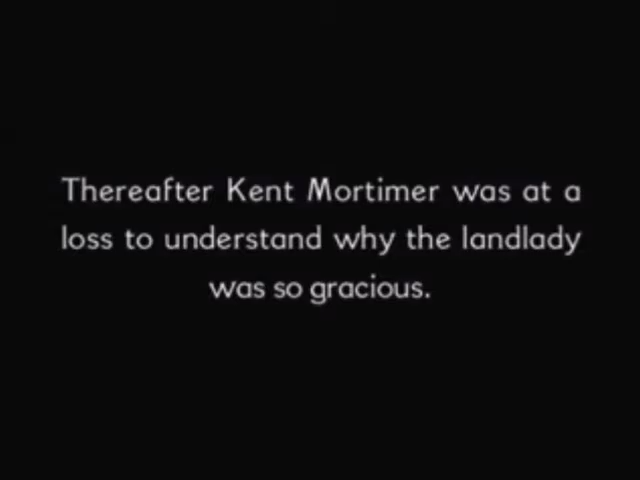 Thereafter Kent Mortimer was at a
loss to understand why the landlady
was so gracious.